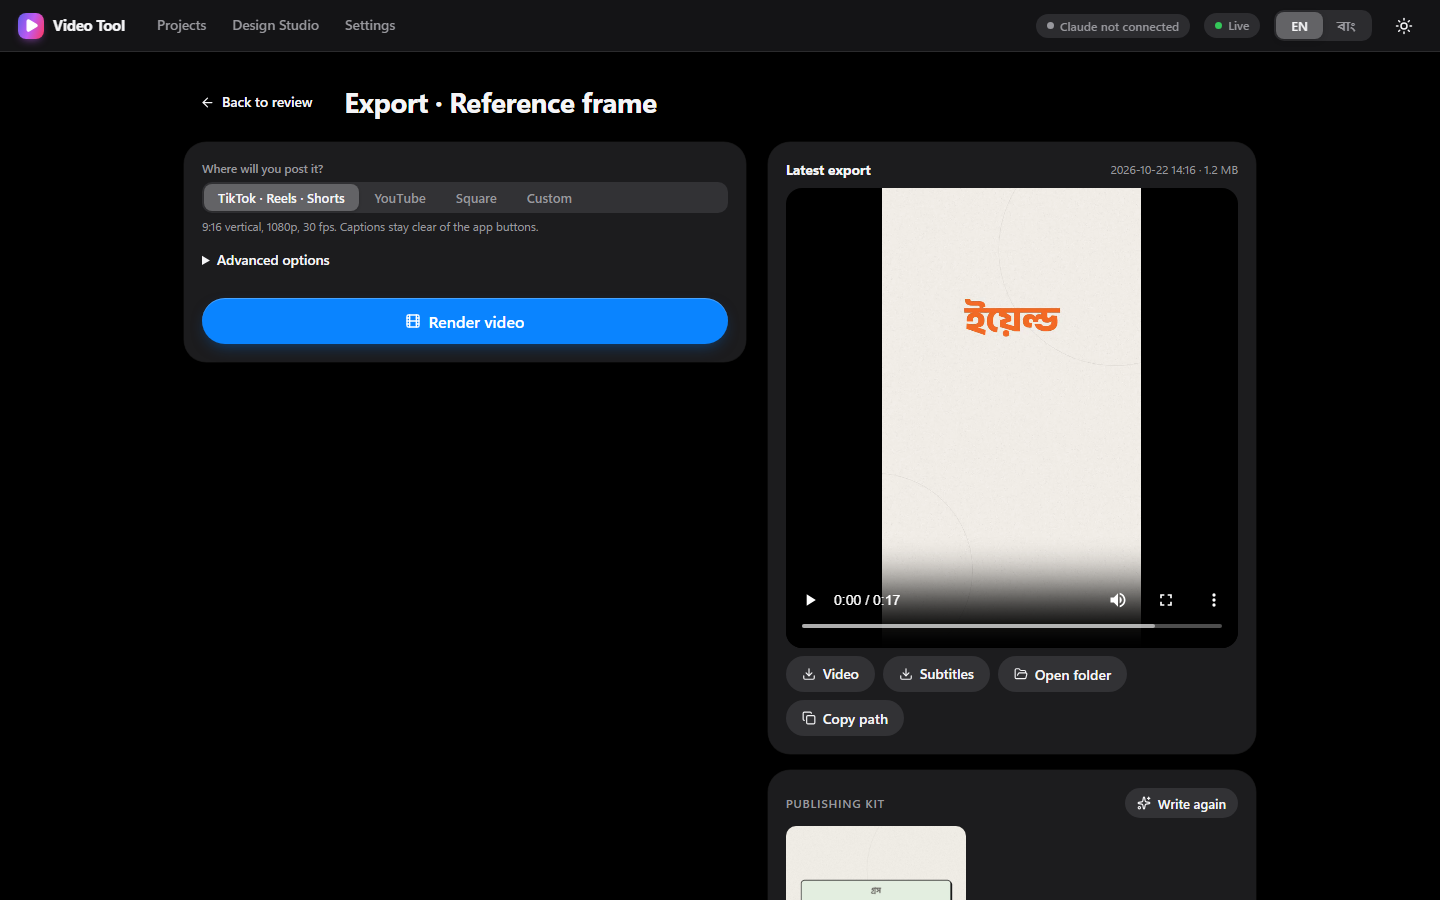 Video Tool
Projects
Design Studio
Settings
Claude not connected
Live
EN
বাং
Back to review
Export · Reference frame
Where will you post it?
TikTok · Reels · Shorts
YouTube
Square
Custom
9:16 vertical, 1080p, 30 fps. Captions stay clear of the app buttons.
Advanced options
Render video
Latest export
2026-10-22 14:16 · 1.2 MB
ইয়েল্ড
0:00 / 0:17
Video
Subtitles
Open folder
Copy path
PUBLISHING KIT
Write again
গ্রস